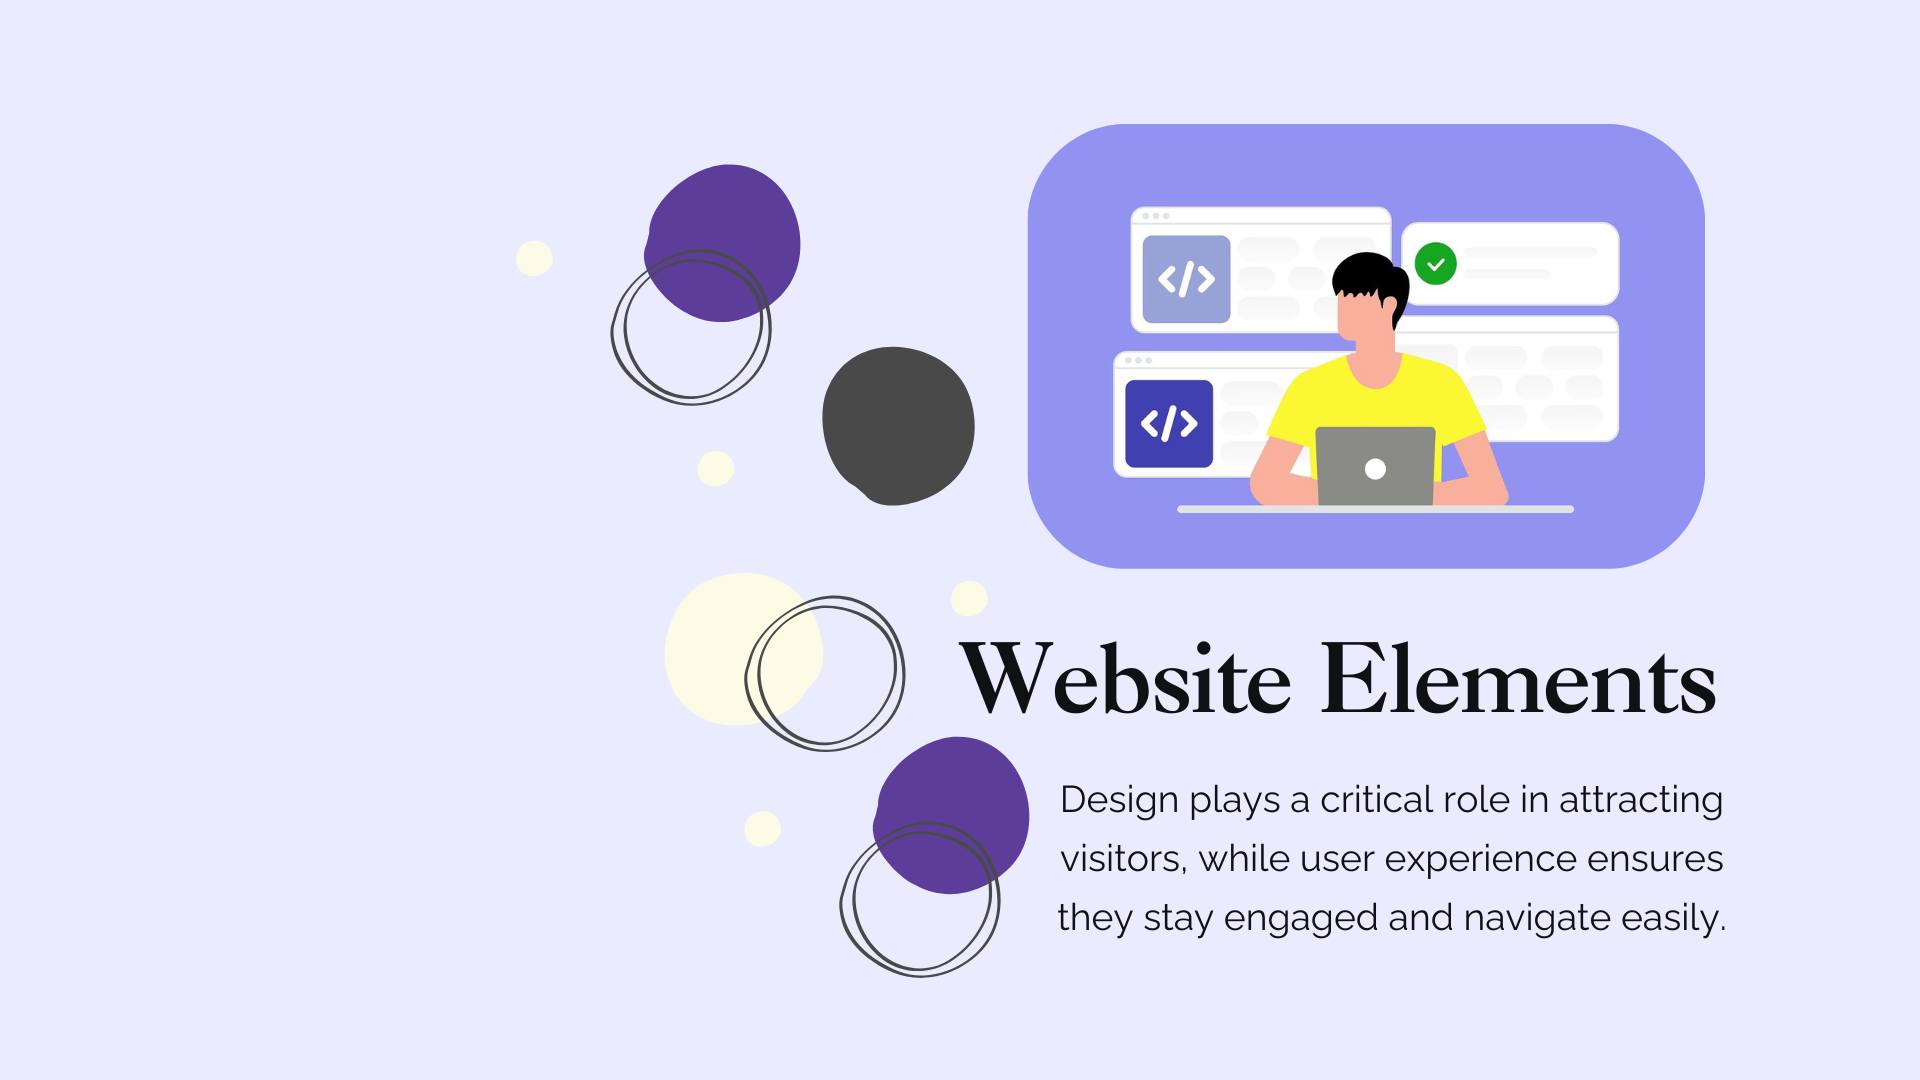 </>
</>
Website Elements
Design plays a critical role in attracting
visitors, while user experience ensures
they stay engaged and navigate easily.